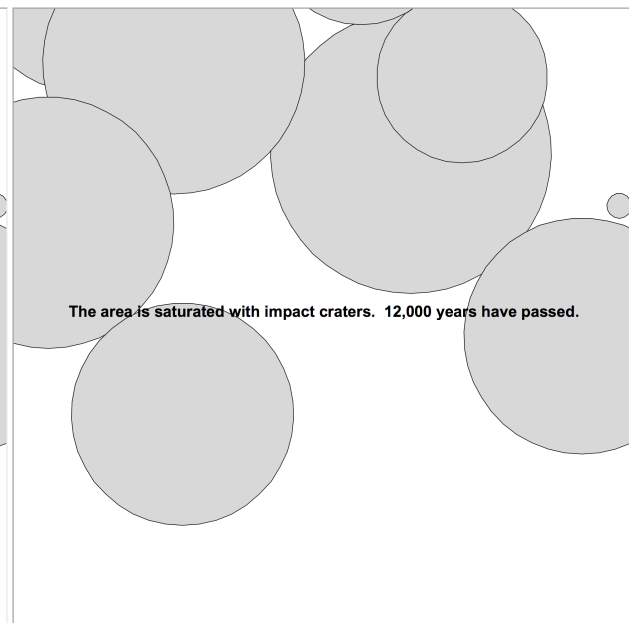 The area is saturated with impact craters.  12,000 years have passed.